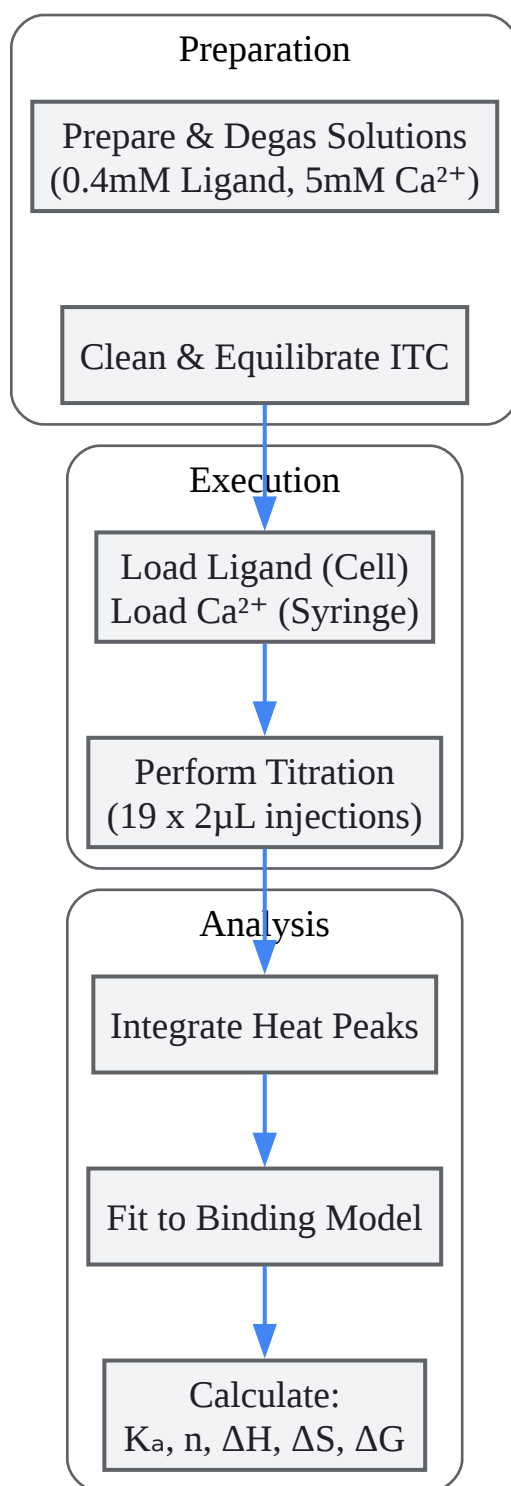 Preparation
Prepare & Degas Solutions
(0.4mM Ligand, 5mM Ca²⁺)
Clean & Equilibrate ITC
Execution
Load Ligand (Cell)
Load Ca²⁺ (Syringe)
Perform Titration
(19 x 2µL injections)
Analysis
Integrate Heat Peaks
Fit to Binding Model
Calculate:
Kₐ, n, ΔH, ΔS, ΔG